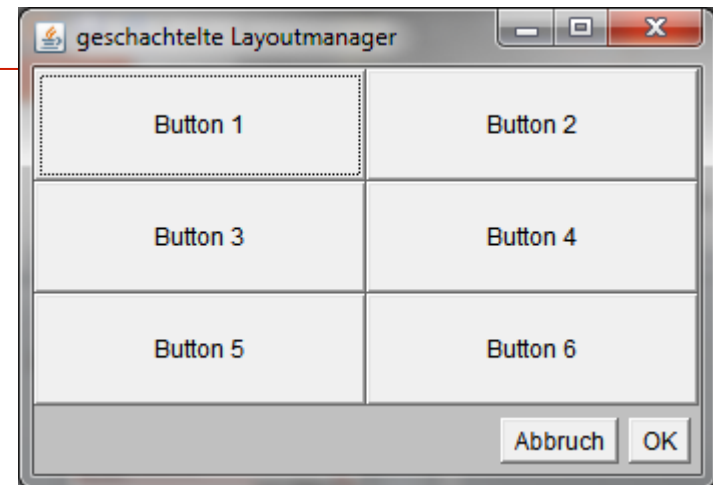 geschachtelte Layoutmanager
Button 1 Button 2
Button 3 Button 4
Button 5 Button 6
Abbruch OK